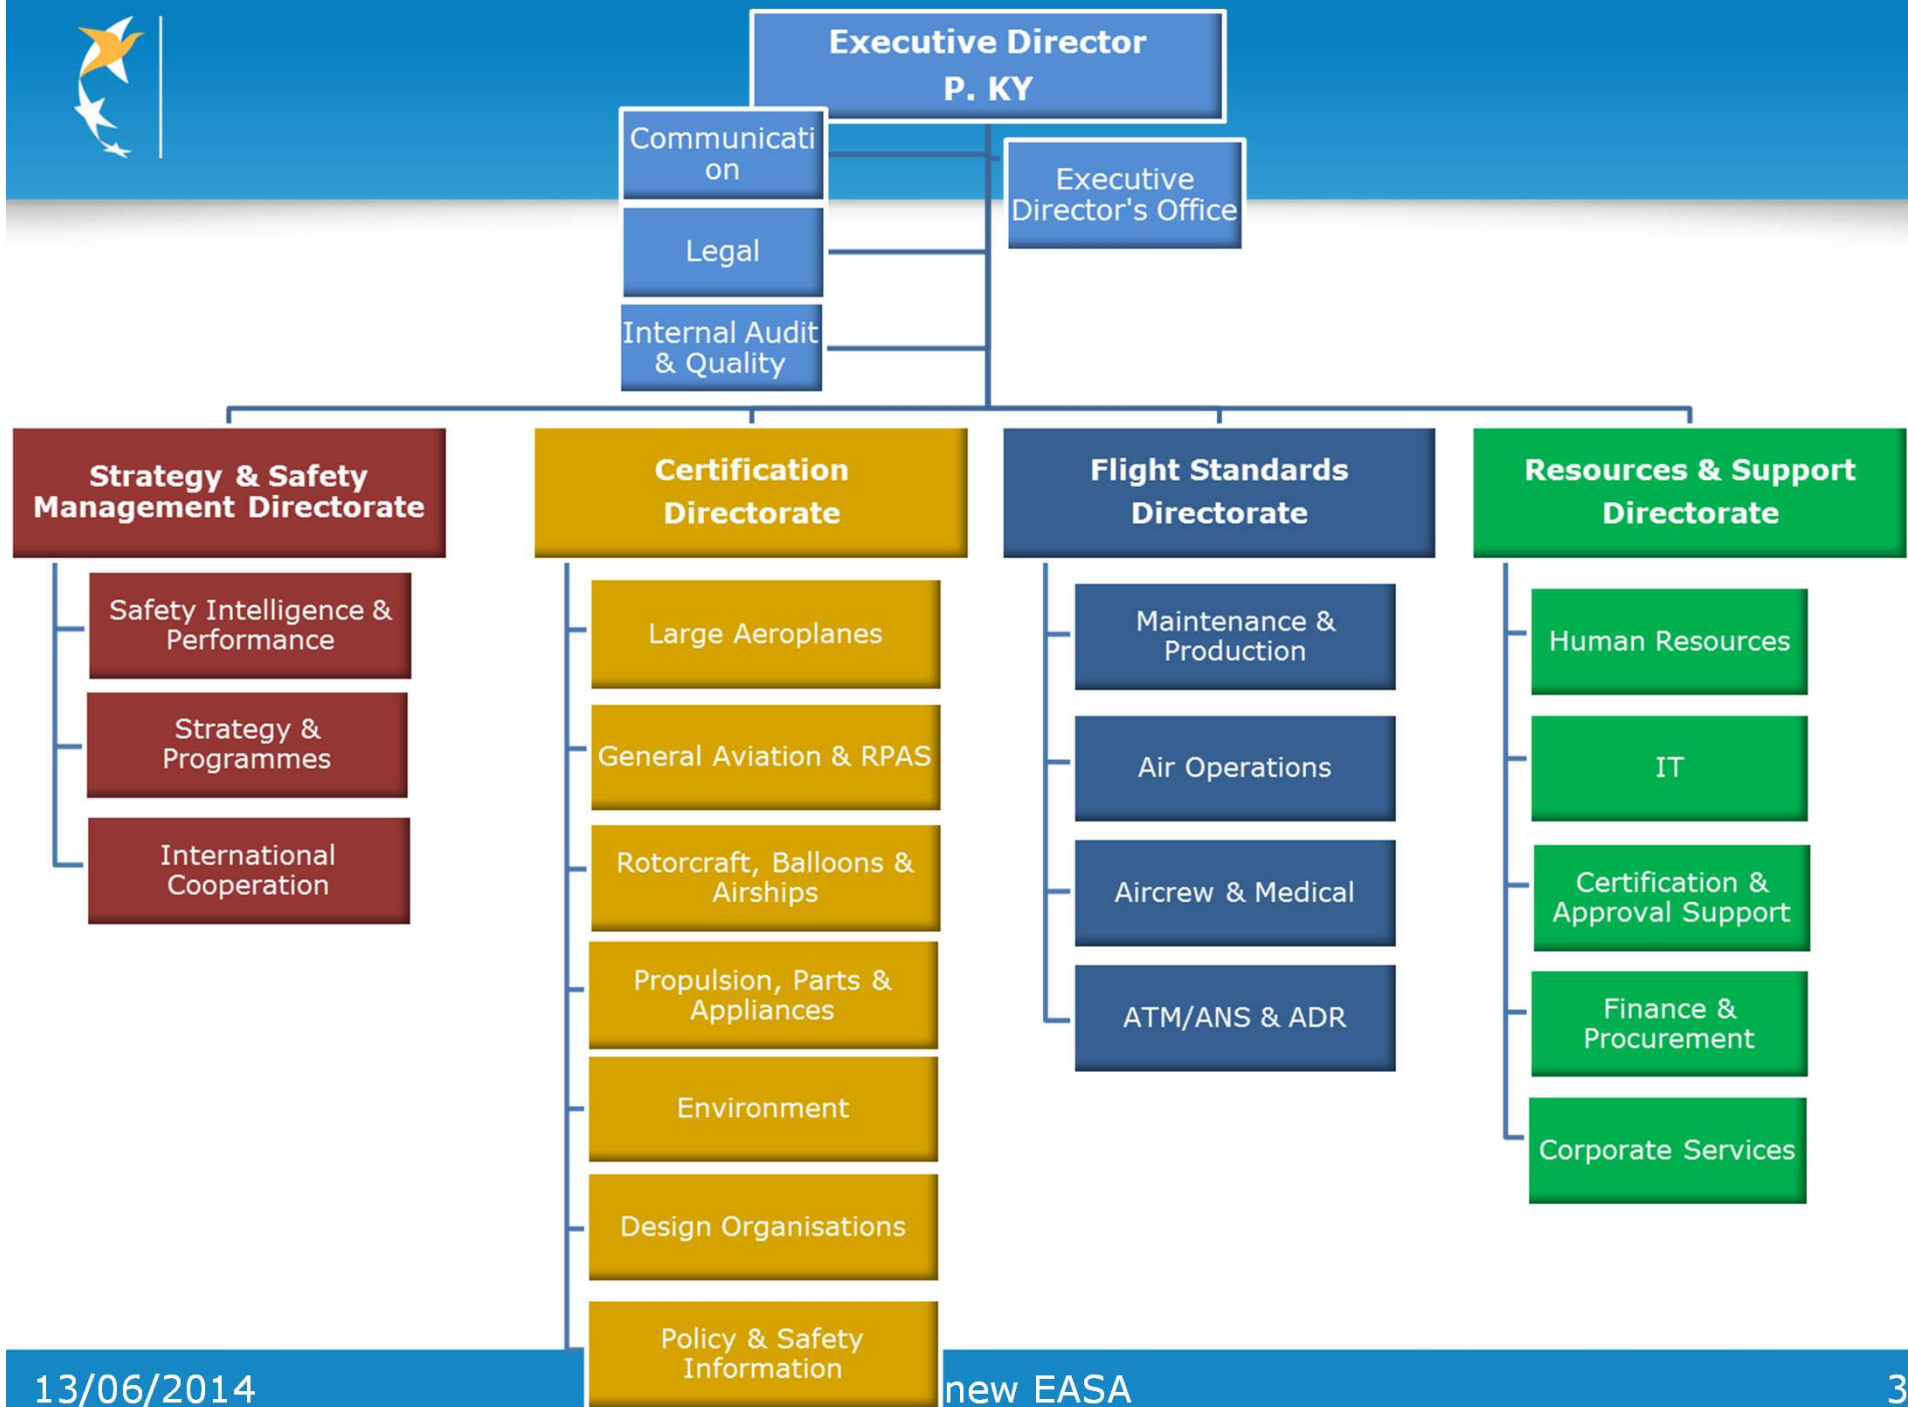 Executive Director
P. KY
Communicati
on
Executive
Director's Office
Legal
Internal Audit
& Quality
Strategy & Safety
Management Directorate
Safety Intelligence &
Performance
Strategy &
Programmes
International
Cooperation
Certification
Directorate
Large Aeroplanes
General Aviation & RPAS
Rotorcraft, Balloons &
Airships
Propulsion, Parts &
Appliances
Environment
Design Organisations
Policy & Safety
Information
Flight Standards
Directorate
Maintenance &
Production
Air Operations
Aircrew & Medical
ATM/ANS & ADR
Resources & Support
Directorate
Human Resources
IT
Certification &
Approval Support
Finance &
Procurement
Corporate Services
13/06/2014
new EASA
3